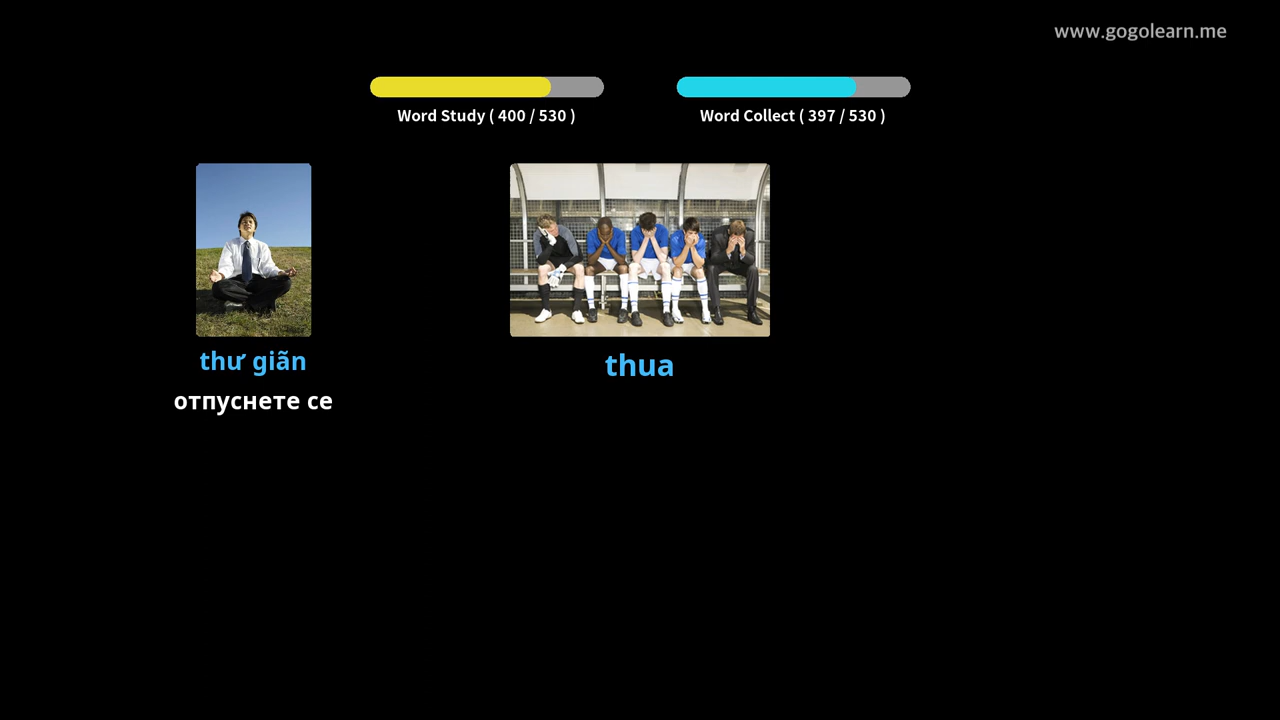 www.gogolearn.me
Word Study ( 400 / 530 )
Word Collect ( 397 / 530 )
thư giãn
отпуснете се
thua